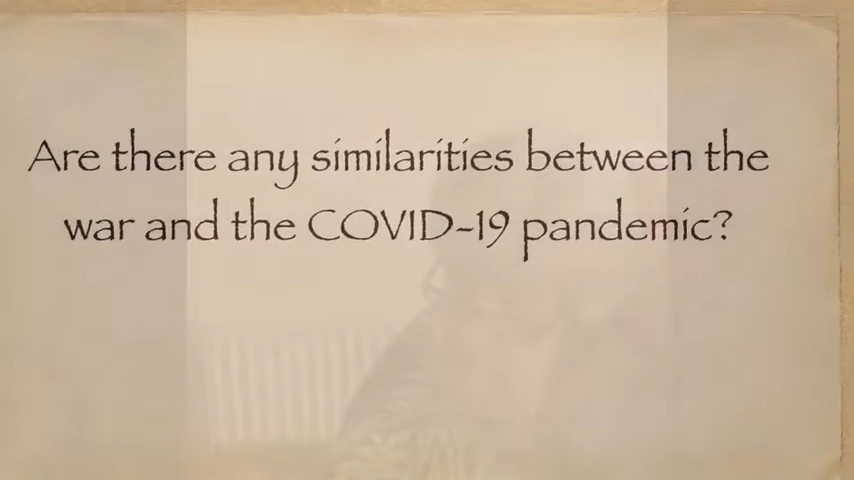 Are there any similarities between the
war and the COVID-19 pandemic?